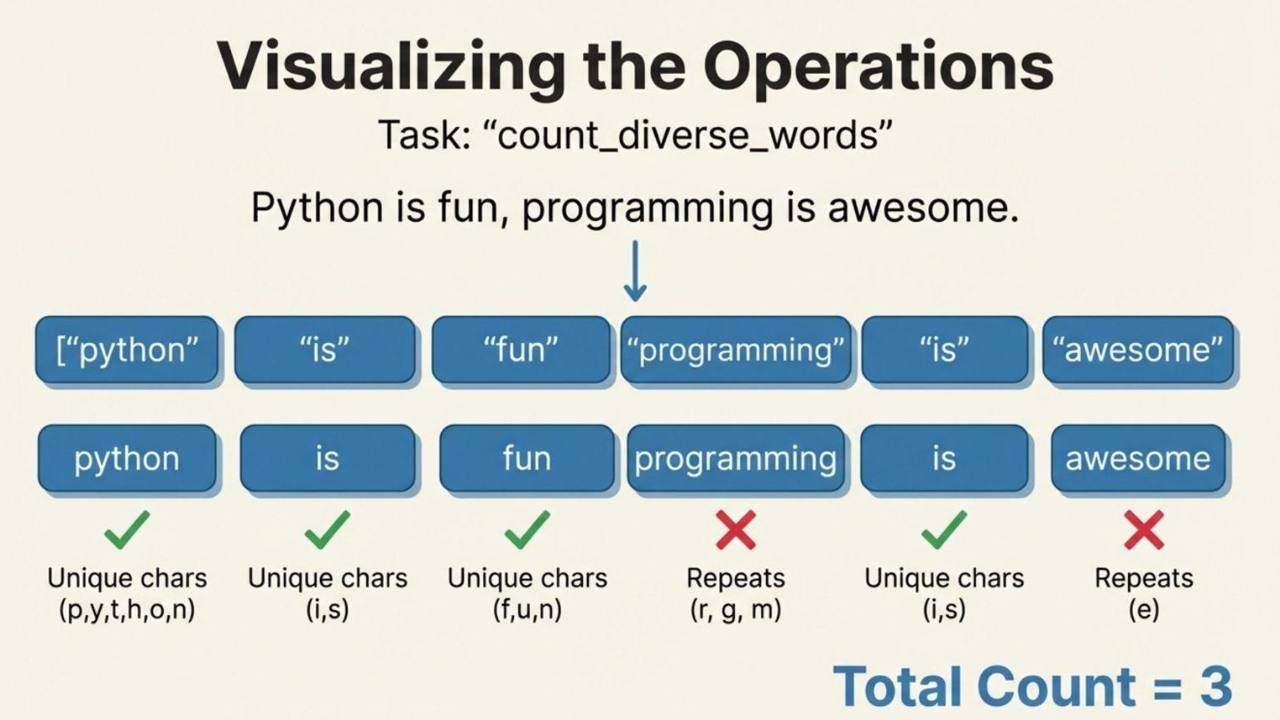 Visualizing the Operations
Task: “count_diverse_words”
Python is fun, programming is awesome.
[“python” “is” “fun” “programming” “is” “awesome”
python is fun programming is awesome
Unique chars Unique chars Unique chars Repeats Unique chars Repeats
(p,y,t,h,o,n) (i,s) (f,u,n) (r, g, m) (i,s) (e)
Total Count = 3